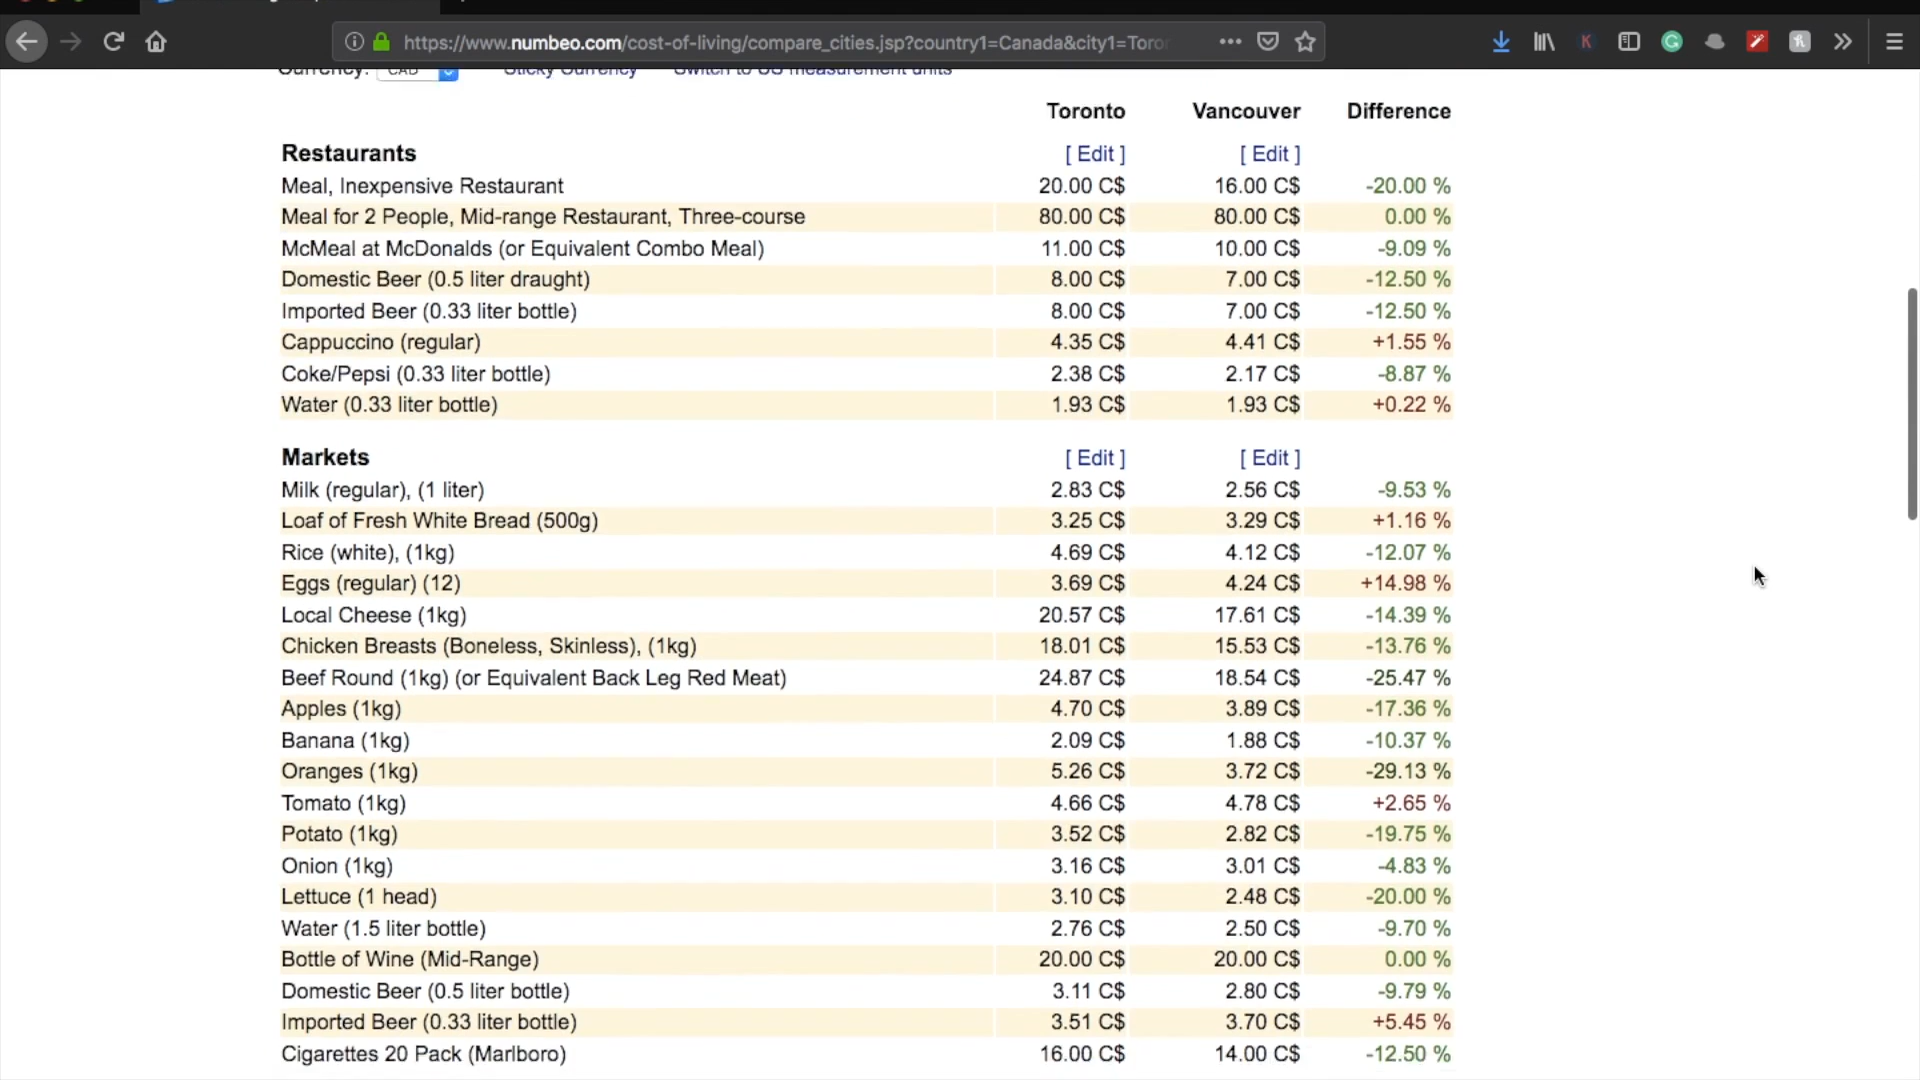 https://www.numbeo.com/cost-of-living/compare_cities.jsp?country1=Canada&city1=Toror
Currency: CAD Sticky Currency Switch to US measurement units
Toronto Vancouver Difference
Restaurants [ Edit ] [ Edit ]
Meal, Inexpensive Restaurant 20.00 C$ 16.00 C$ -20.00 %
Meal for 2 People, Mid-range Restaurant, Three-course 80.00 C$ 80.00 C$ 0.00 %
McMeal at McDonalds (or Equivalent Combo Meal) 11.00 C$ 10.00 C$ -9.09 %
Domestic Beer (0.5 liter draught) 8.00 C$ 7.00 C$ -12.50 %
Imported Beer (0.33 liter bottle) 8.00 C$ 7.00 C$ -12.50 %
Cappuccino (regular) 4.35 C$ 4.41 C$ +1.55 %
Coke/Pepsi (0.33 liter bottle) 2.38 C$ 2.17 C$ -8.87 %
Water (0.33 liter bottle) 1.93 C$ 1.93 C$ +0.22 %
Markets [ Edit ] [ Edit ]
Milk (regular), (1 liter) 2.83 C$ 2.56 C$ -9.53 %
Loaf of Fresh White Bread (500g) 3.25 C$ 3.29 C$ +1.16 %
Rice (white), (1kg) 4.69 C$ 4.12 C$ -12.07 %
Eggs (regular) (12) 3.69 C$ 4.24 C$ +14.98 %
Local Cheese (1kg) 20.57 C$ 17.61 C$ -14.39 %
Chicken Breasts (Boneless, Skinless), (1kg) 18.01 C$ 15.53 C$ -13.76 %
Beef Round (1kg) (or Equivalent Back Leg Red Meat) 24.87 C$ 18.54 C$ -25.47 %
Apples (1kg) 4.70 C$ 3.89 C$ -17.36 %
Banana (1kg) 2.09 C$ 1.88 C$ -10.37 %
Oranges (1kg) 5.26 C$ 3.72 C$ -29.13 %
Tomato (1kg) 4.66 C$ 4.78 C$ +2.65 %
Potato (1kg) 3.52 C$ 2.82 C$ -19.75 %
Onion (1kg) 3.16 C$ 3.01 C$ -4.83 %
Lettuce (1 head) 3.10 C$ 2.48 C$ -20.00 %
Water (1.5 liter bottle) 2.76 C$ 2.50 C$ -9.70 %
Bottle of Wine (Mid-Range) 20.00 C$ 20.00 C$ 0.00 %
Domestic Beer (0.5 liter bottle) 3.11 C$ 2.80 C$ -9.79 %
Imported Beer (0.33 liter bottle) 3.51 C$ 3.70 C$ +5.45 %
Cigarettes 20 Pack (Marlboro) 16.00 C$ 14.00 C$ -12.50 %